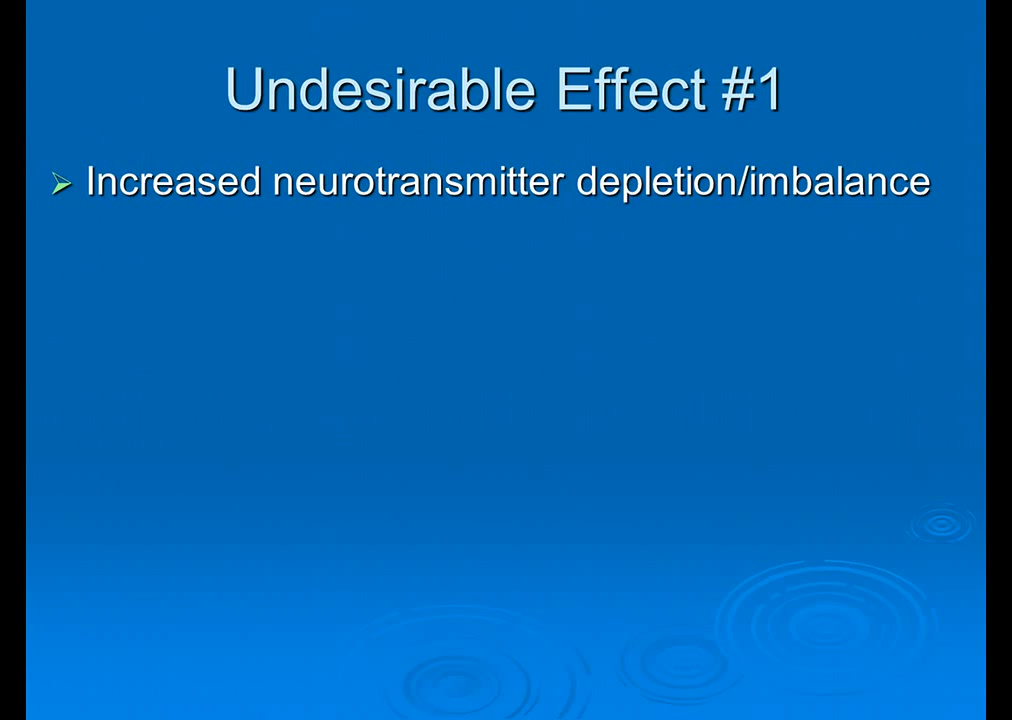 Undesirable Effect #1
Increased neurotransmitter depletion/imbalance